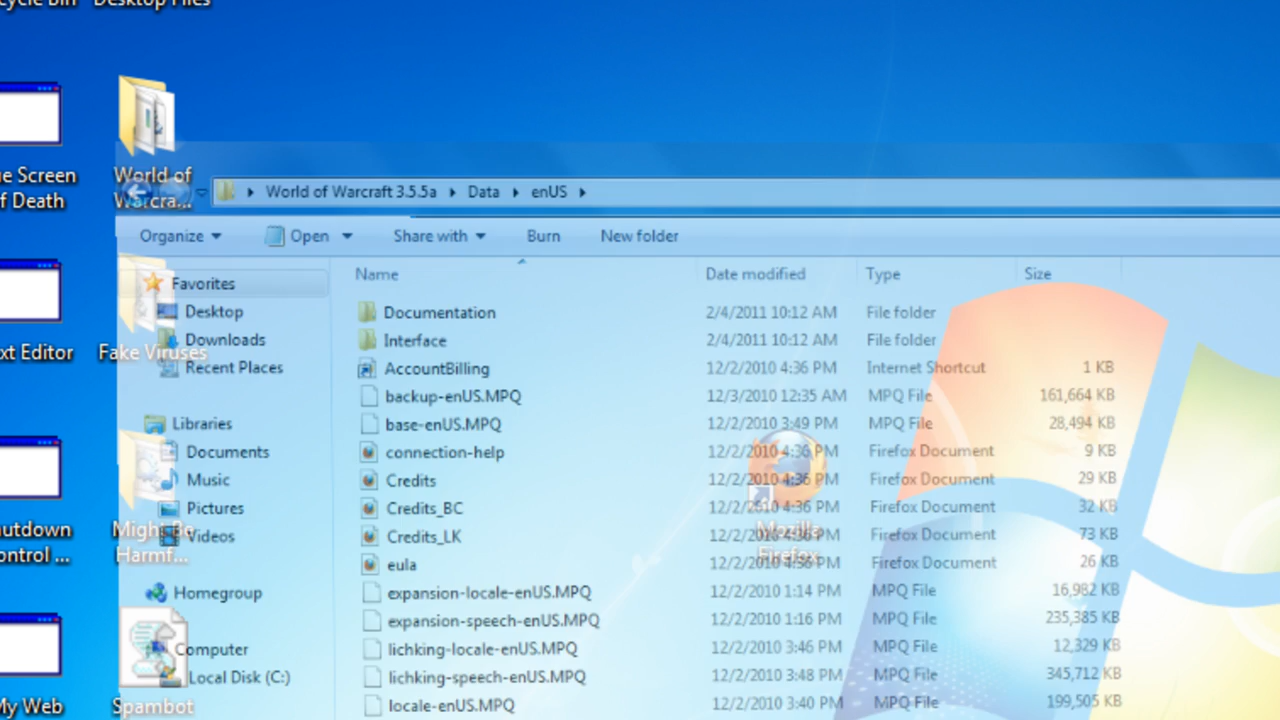 cycle Bin Desktop Files
ue Screen
of Death
World of
Warcra...
World of Warcraft 3.5.5a Data enUS
Organize Open Share with Burn New folder
Name Date modified Type Size
Favorites
Desktop
Downloads
Recent Places
Libraries
Documents
Music
Pictures
Videos
Homegroup
Computer
Local Disk (C:)
Documentation 2/4/2011 10:12 AM File folder
Interface 2/4/2011 10:12 AM File folder
AccountBilling 12/2/2010 4:36 PM Internet Shortcut 1 KB
backup-enUS.MPQ 12/3/2010 12:35 AM MPQ File 161,664 KB
base-enUS.MPQ 12/2/2010 3:49 PM MPQ File 28,494 KB
connection-help 12/2/2010 4:36 PM Firefox Document 9 KB
Credits 12/2/2010 4:36 PM Firefox Document 29 KB
Credits_BC 12/2/2010 4:36 PM Firefox Document 32 KB
Credits_LK 12/2/2010 4:36 PM Firefox Document 73 KB
eula 12/2/2010 4:36 PM Firefox Document 26 KB
expansion-locale-enUS.MPQ 12/2/2010 1:14 PM MPQ File 16,982 KB
expansion-speech-enUS.MPQ 12/2/2010 1:16 PM MPQ File 235,385 KB
lichking-locale-enUS.MPQ 12/2/2010 3:46 PM MPQ File 12,329 KB
lichking-speech-enUS.MPQ 12/2/2010 3:48 PM MPQ File 345,712 KB
locale-enUS.MPQ 12/2/2010 3:40 PM MPQ File 199,505 KB
xt Editor
Fake Viruses
hutdown
ontrol ...
Might Be
Harmf...
Mozilla
Firefox
My Web
Spambot